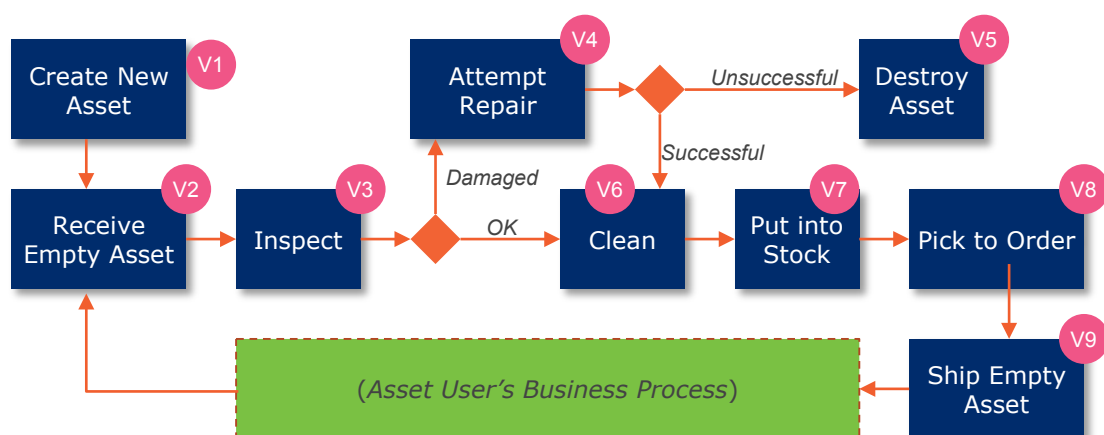 V1
Create New
Asset
V4
Attempt
Repair
Unsuccessful
V5
Destroy
Asset
Successful
Damaged
V2
Receive
Empty Asset
V3
Inspect
OK
V6
Clean
V7
Put into
Stock
V8
Pick to Order
(Asset User's Business Process)
V9
Ship Empty
Asset